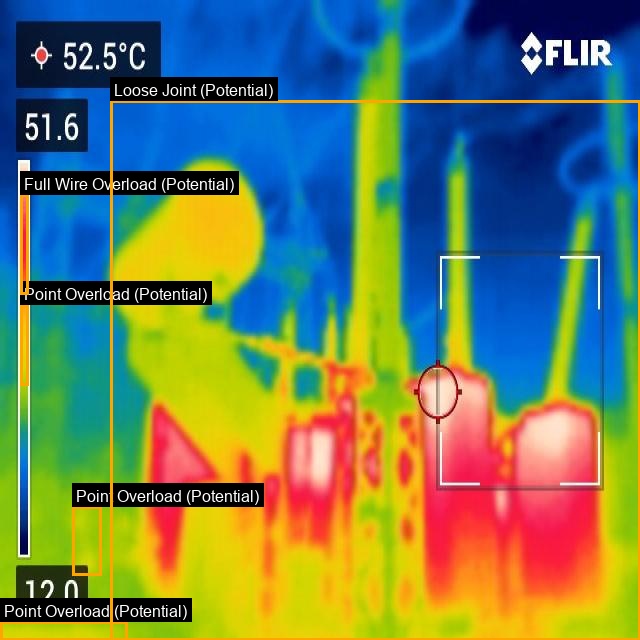 52.5°C
FLIR
Loose Joint (Potential)
51.6
Full Wire Overload (Potential)
Point Overload (Potential)
Point Overload (Potential)
12.0
Point Overload (Potential)